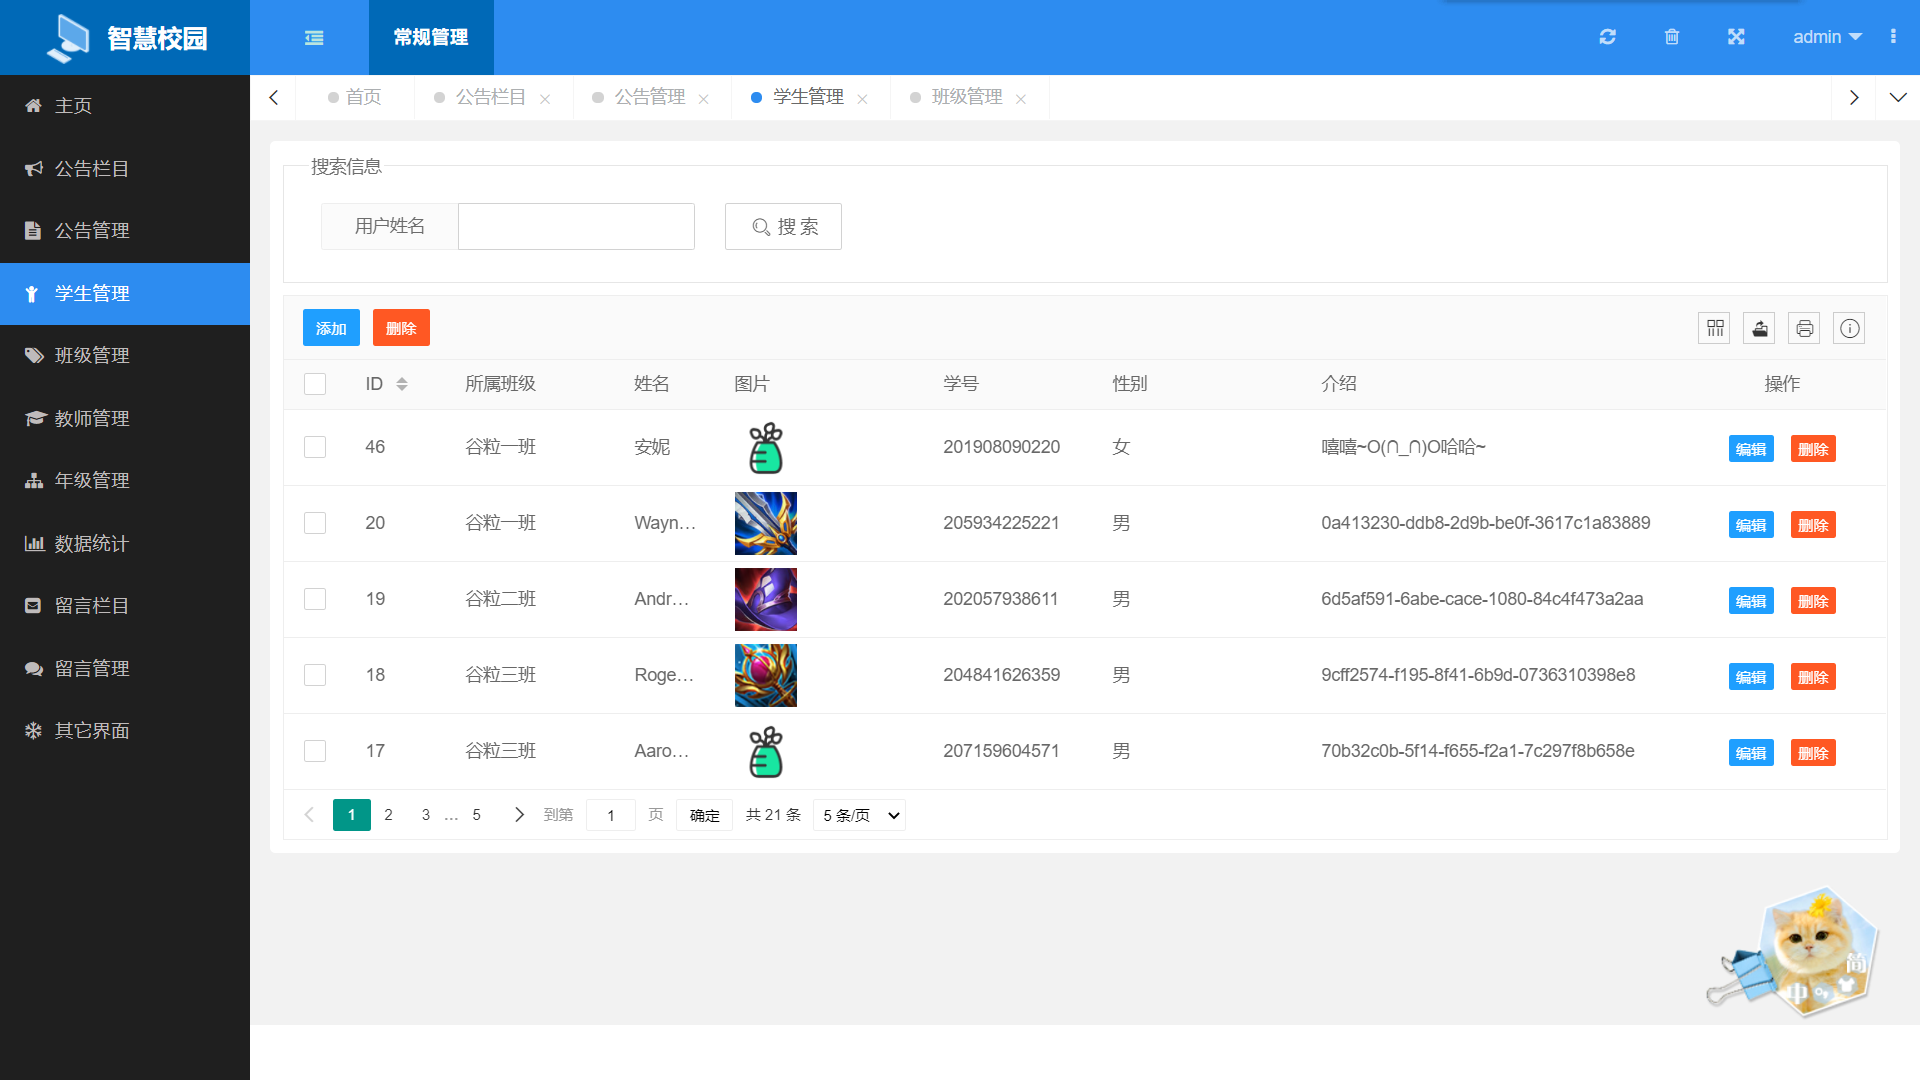 智慧校园
常规管理
admin
主页
公告栏目
公告管理
学生管理
班级管理
教师管理
年级管理
数据统计
留言栏目
留言管理
其它界面
首页 公告栏目 公告管理 学生管理 班级管理
搜索信息
用户姓名 搜 索
添加 删除
ID 所属班级 姓名 图片 学号 性别 介绍 操作
46 谷粒一班 安妮 201908090220 女 嘻嘻~O(∩_∩)O哈哈~ 编辑 删除
20 谷粒一班 Wayn... 205934225221 男 0a413230-ddb8-2d9b-be0f-3617c1a83889 编辑 删除
19 谷粒二班 Andr... 202057938611 男 6d5af591-6abe-cace-1080-84c4f473a2aa 编辑 删除
18 谷粒三班 Roge... 204841626359 男 9cff2574-f195-8f41-6b9d-0736310398e8 编辑 删除
17 谷粒三班 Aaro... 207159604571 男 70b32c0b-5f14-f655-f2a1-7c297f8b658e 编辑 删除
1 2 3 ... 5 到第 1 页 确定 共 21 条 5 条/页
简
中